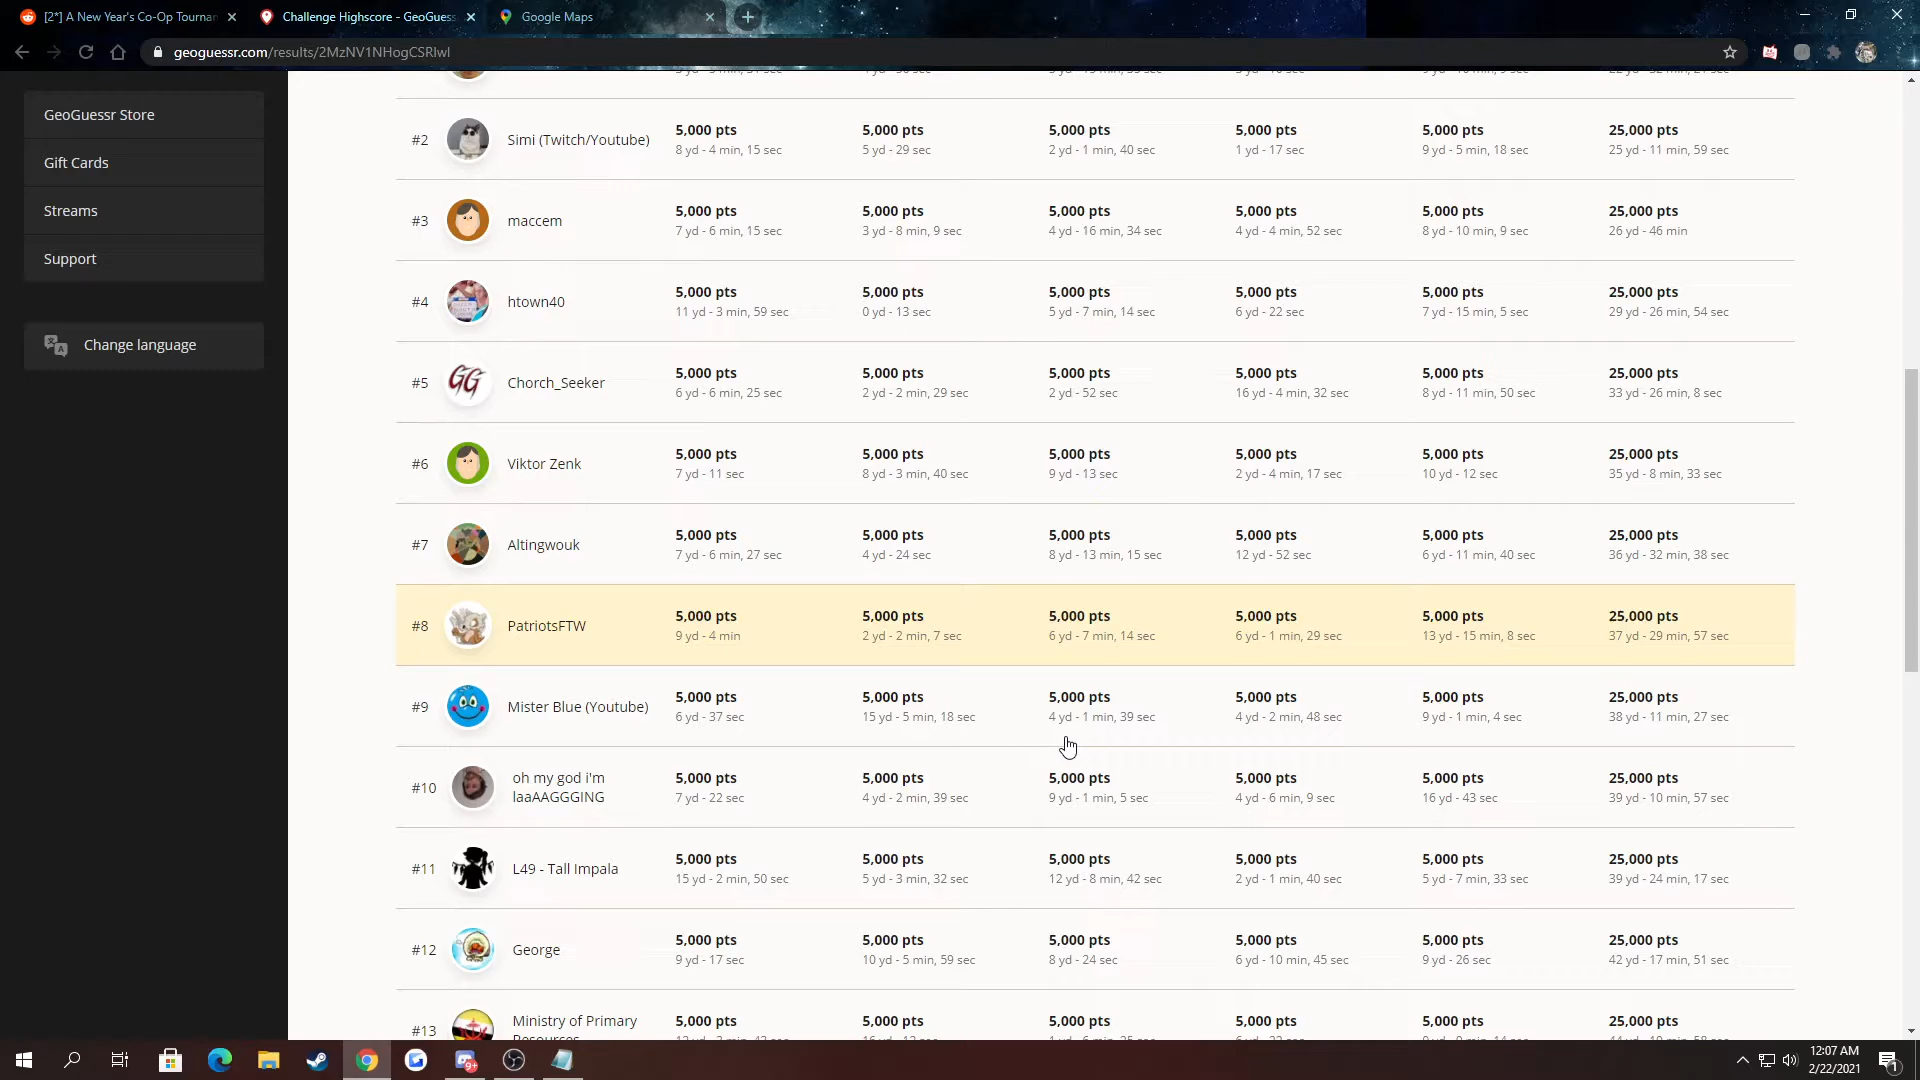 [2*] A New Year's Co-Op Tournam
Challenge Highscore - GeoGuess
Google Maps
geoguessr.com/results/2MzNV1NHogCSRIwI
GeoGuessr Store
Gift Cards
Streams
Support
Change language
#2 Simi (Twitch/Youtube) 5,000 pts 5,000 pts 5,000 pts 5,000 pts 5,000 pts 25,000 pts
8 yd - 4 min, 15 sec 5 yd - 29 sec 2 yd - 1 min, 40 sec 1 yd - 17 sec 9 yd - 5 min, 18 sec 25 yd - 11 min, 59 sec
#3 maccem 5,000 pts 5,000 pts 5,000 pts 5,000 pts 5,000 pts 25,000 pts
7 yd - 6 min, 15 sec 3 yd - 8 min, 9 sec 4 yd - 16 min, 34 sec 4 yd - 4 min, 52 sec 8 yd - 10 min, 9 sec 26 yd - 46 min
#4 htown40 5,000 pts 5,000 pts 5,000 pts 5,000 pts 5,000 pts 25,000 pts
11 yd - 3 min, 59 sec 0 yd - 13 sec 5 yd - 7 min, 14 sec 6 yd - 22 sec 7 yd - 15 min, 5 sec 29 yd - 26 min, 54 sec
#5 Chorch_Seeker 5,000 pts 5,000 pts 5,000 pts 5,000 pts 5,000 pts 25,000 pts
6 yd - 6 min, 25 sec 2 yd - 2 min, 29 sec 2 yd - 52 sec 16 yd - 4 min, 32 sec 8 yd - 11 min, 50 sec 33 yd - 26 min, 8 sec
#6 Viktor Zenk 5,000 pts 5,000 pts 5,000 pts 5,000 pts 5,000 pts 25,000 pts
7 yd - 11 sec 8 yd - 3 min, 40 sec 9 yd - 13 sec 2 yd - 4 min, 17 sec 10 yd - 12 sec 35 yd - 8 min, 33 sec
#7 Altingwouk 5,000 pts 5,000 pts 5,000 pts 5,000 pts 5,000 pts 25,000 pts
7 yd - 6 min, 27 sec 4 yd - 24 sec 8 yd - 13 min, 15 sec 12 yd - 52 sec 6 yd - 11 min, 40 sec 36 yd - 32 min, 38 sec
#8 PatriotsFTW 5,000 pts 5,000 pts 5,000 pts 5,000 pts 5,000 pts 25,000 pts
9 yd - 4 min 2 yd - 2 min, 7 sec 6 yd - 7 min, 14 sec 6 yd - 1 min, 29 sec 13 yd - 15 min, 8 sec 37 yd - 29 min, 57 sec
#9 Mister Blue (Youtube) 5,000 pts 5,000 pts 5,000 pts 5,000 pts 5,000 pts 25,000 pts
6 yd - 37 sec 15 yd - 5 min, 18 sec 4 yd - 1 min, 39 sec 4 yd - 2 min, 48 sec 9 yd - 1 min, 4 sec 38 yd - 11 min, 27 sec
#10 oh my god i'm laaAAGGGING 5,000 pts 5,000 pts 5,000 pts 5,000 pts 5,000 pts 25,000 pts
7 yd - 22 sec 4 yd - 2 min, 39 sec 9 yd - 1 min, 5 sec 4 yd - 6 min, 9 sec 16 yd - 43 sec 39 yd - 10 min, 57 sec
#11 L49 - Tall Impala 5,000 pts 5,000 pts 5,000 pts 5,000 pts 5,000 pts 25,000 pts
15 yd - 2 min, 50 sec 5 yd - 3 min, 32 sec 12 yd - 8 min, 42 sec 2 yd - 1 min, 40 sec 5 yd - 7 min, 33 sec 39 yd - 24 min, 17 sec
#12 George 5,000 pts 5,000 pts 5,000 pts 5,000 pts 5,000 pts 25,000 pts
9 yd - 17 sec 10 yd - 5 min, 59 sec 8 yd - 24 sec 6 yd - 10 min, 45 sec 9 yd - 26 sec 42 yd - 17 min, 51 sec
#13 Ministry of Primary 5,000 pts 5,000 pts 5,000 pts 5,000 pts 5,000 pts 25,000 pts
12:07 AM
2/22/2021